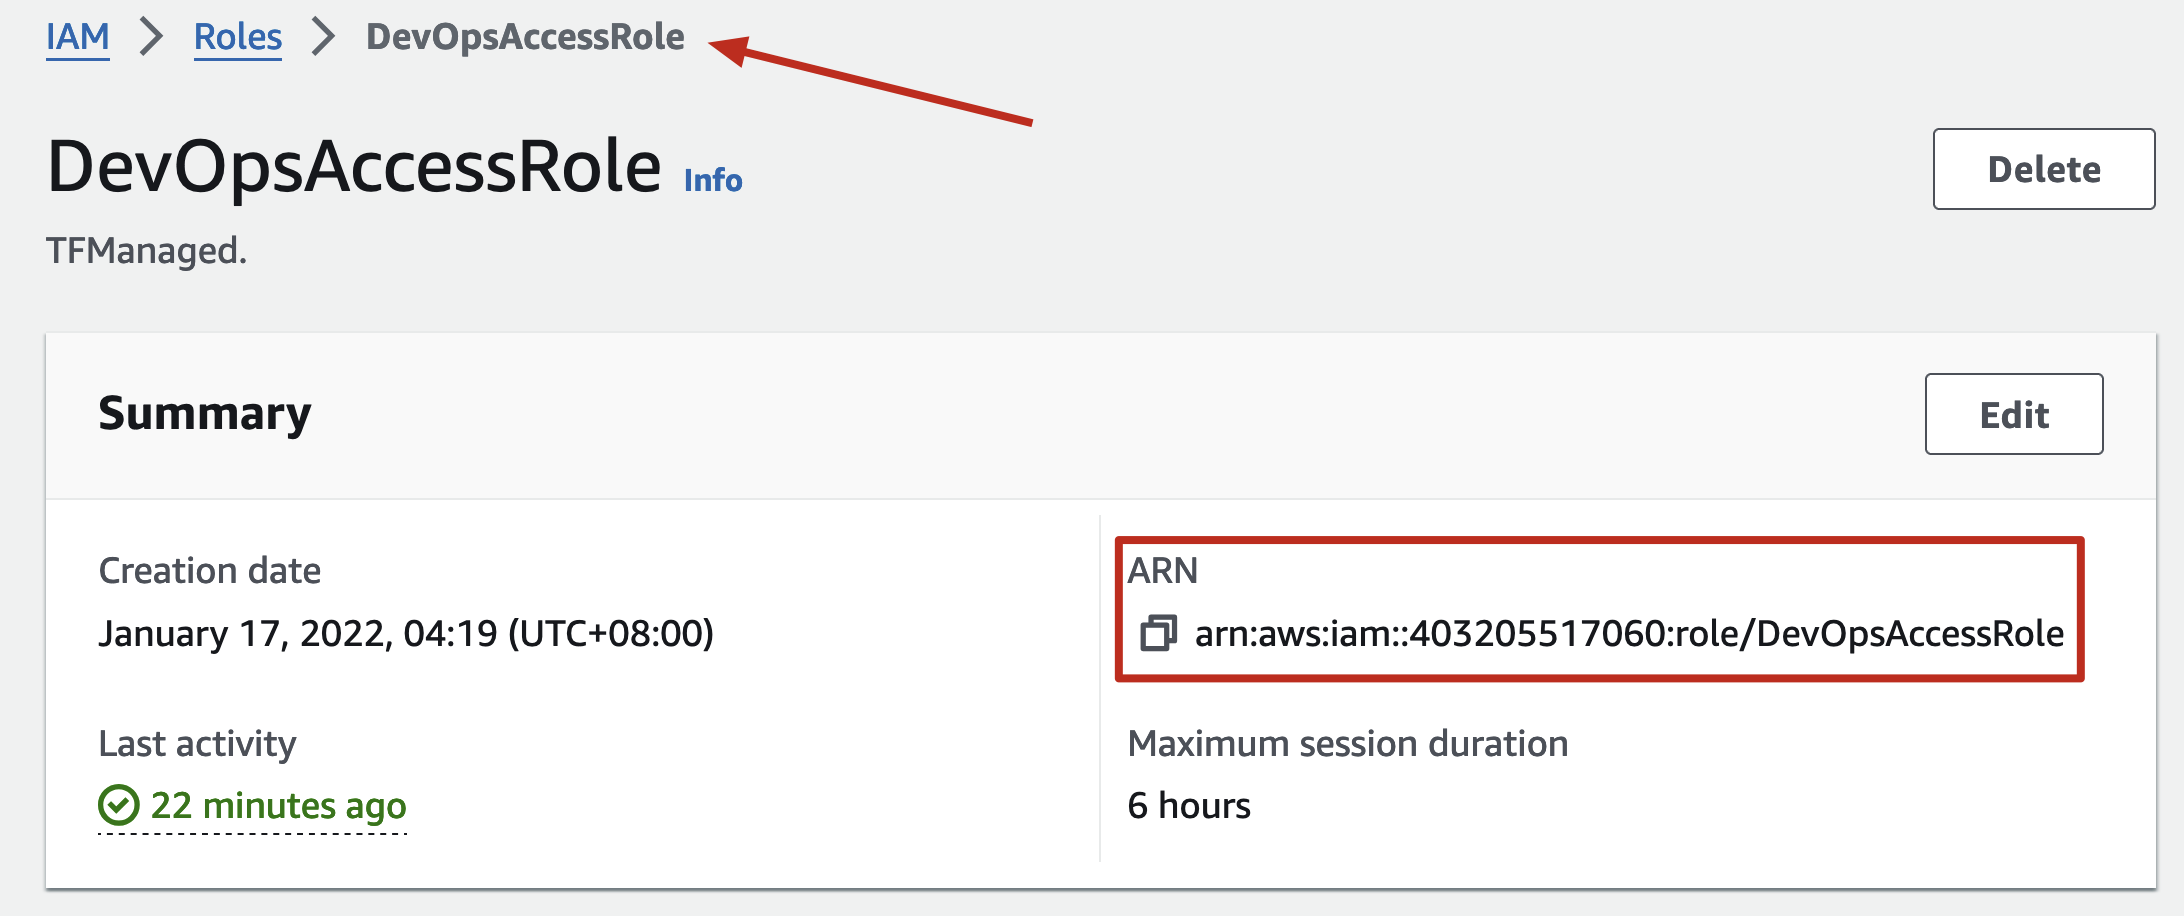 IAM > Roles > DevOpsAccessRole
DevOpsAccessRole Info
Delete
TFManaged.
Summary
Edit
Creation date
January 17, 2022, 04:19 (UTC+08:00)
ARN
arn:aws:iam::403205517060:role/DevOpsAccessRole
Last activity
22 minutes ago
Maximum session duration
6 hours